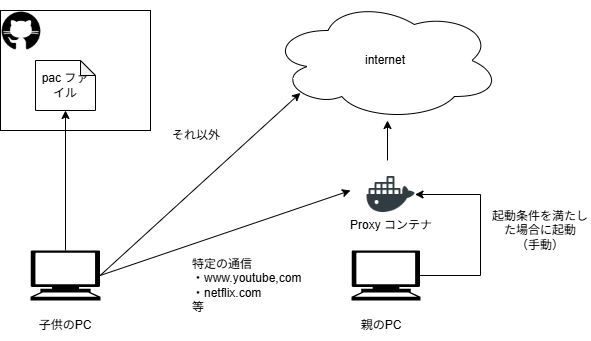 pac ファ
イル
internet
それ以外
Proxy コンテナ
起動条件を満たし
た場合に起動
（手動）
特定の通信
・www.youtube,com
・netflix.com
等
子供のPC
親のPC